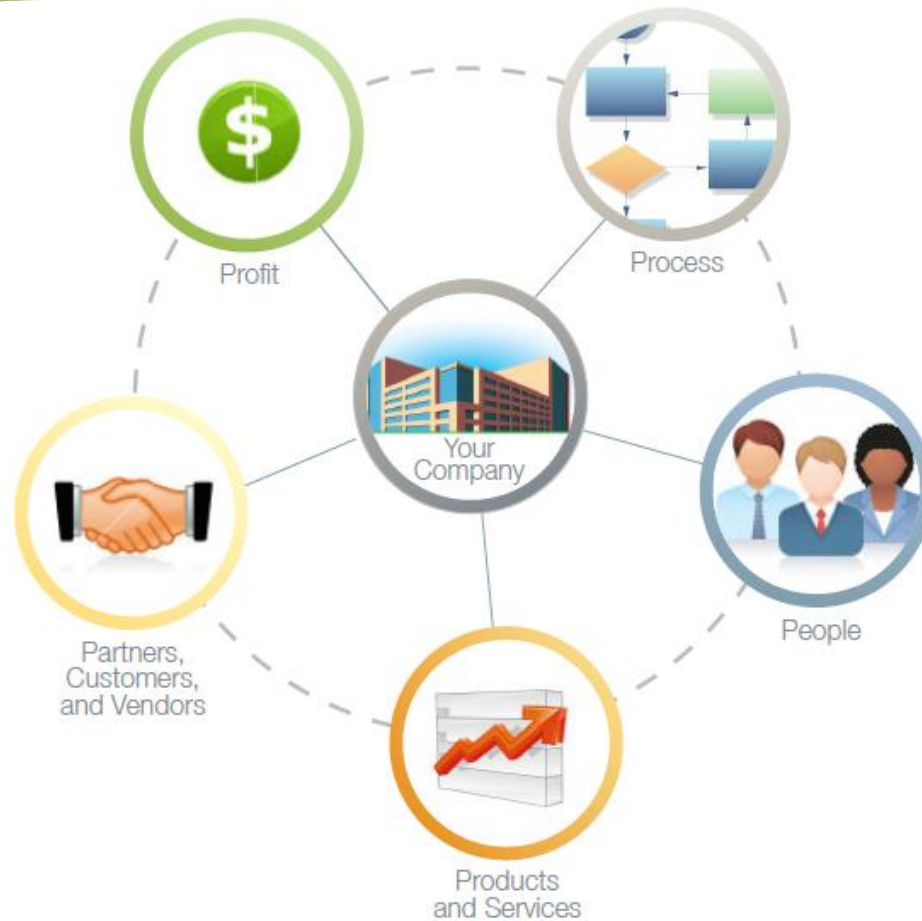 $
Profit
Process
Your
Company
Partners,
Customers,
and Vendors
People
Products
and Services